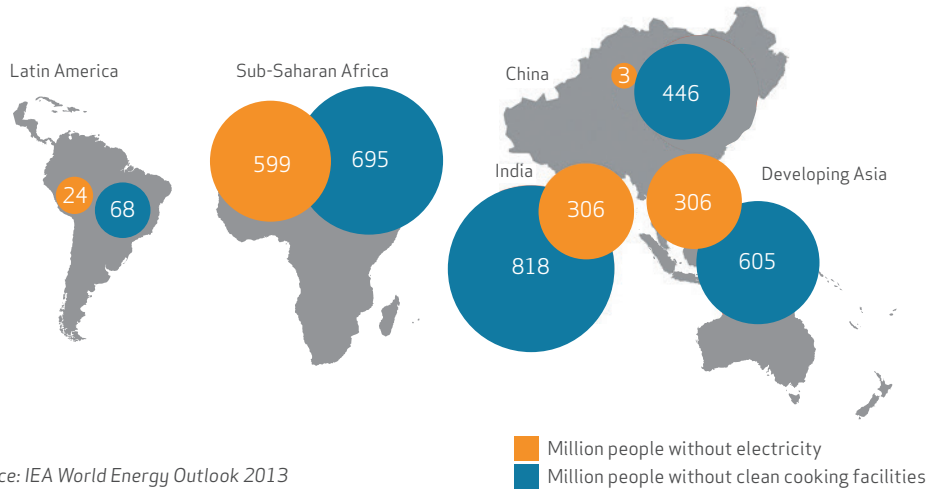 Latin America
24
68
Sub-Saharan Africa
599
695
China
3
446
India
306
818
Developing Asia
306
605
Million people without electricity
Million people without clean cooking facilities
IEA World Energy Outlook 2013